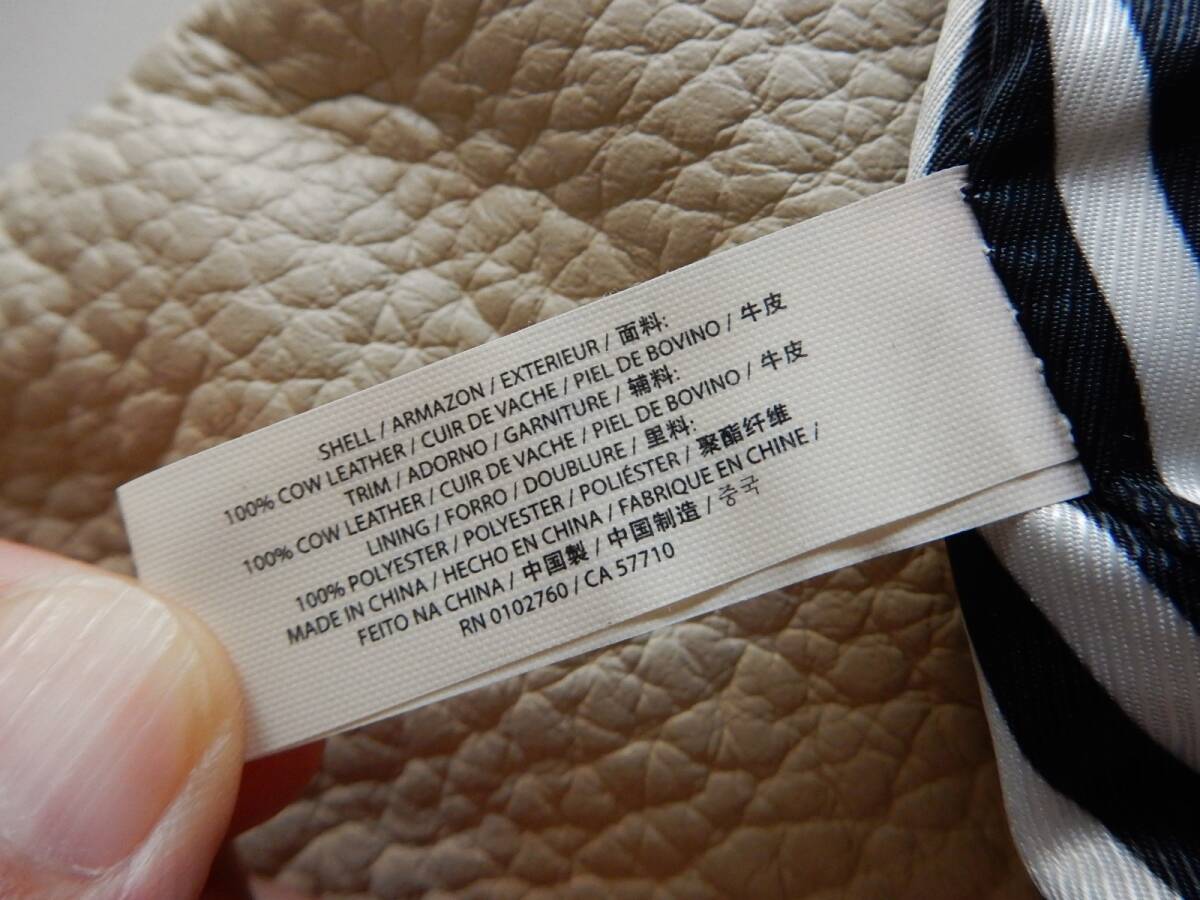 SHELL / ARMAZON / EXTERIEUR / 面料:
100% COW LEATHER / CUIR DE VACHE / PIEL DE BOVINO / 牛皮
TRIM / ADORNO / GARNITURE / 辅料:
100% COW LEATHER / CUIR DE VACHE / PIEL DE BOVINO / 牛皮
LINING / FORRO / DOUBLURE / 里料:
100% POLYESTER / POLYESTER / POLIÉSTER / 聚酯纤维
MADE IN CHINA / HECHO EN CHINA / FABRIQUE EN CHINE /
FEITO NA CHINA / 中国製 / 中国制造 / 중국
RN 0102760 / CA 57710